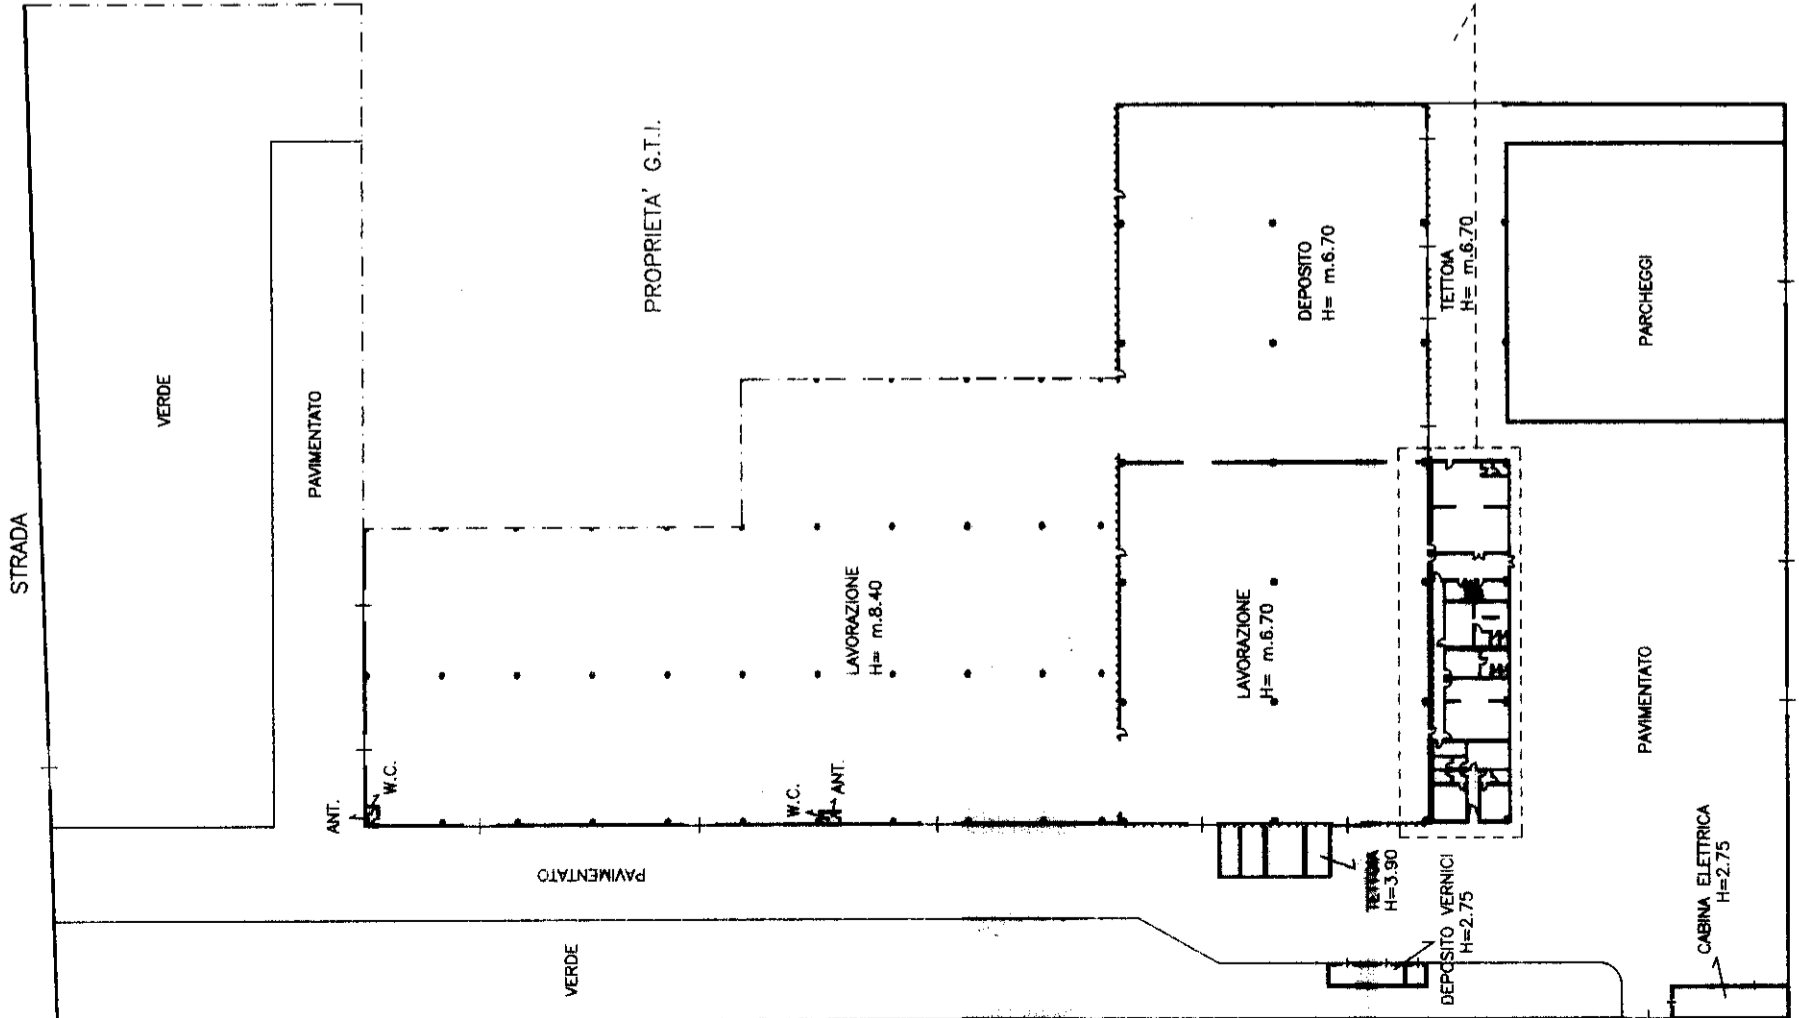 STRADA
VERDE
PAVIMENTATO
PROPRIETA' G.T.I.
DEPOSITO
H= m.6.70
TETTOIA
H= m.6.70
PARCHEGGI
LAVORAZIONE
H= m.8.40
LAVORAZIONE
H= m.6.70
PAVIMENTATO
ANT.
W.C.
W.C.
ANT.
PAVIMENTATO
TETTOIA
H=3.90
DEPOSITO VERNICI
H=2.75
CABINA ELETTRICA
H=2.75
VERDE